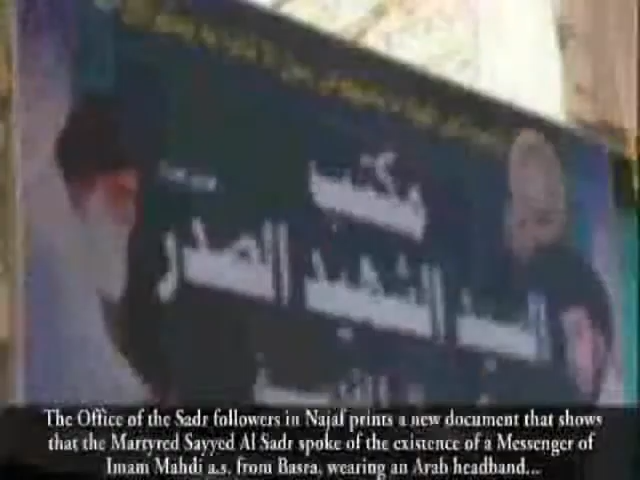 مكتب
السيد الشهيد الصدر
The Office of the Sadr followers in Najaf prints a new document that shows
that the Martyred Sayyed Al Sadr spoke of the existence of a Messenger of
Imam Mahdi a.s. from Basra, wearing an Arab headband...